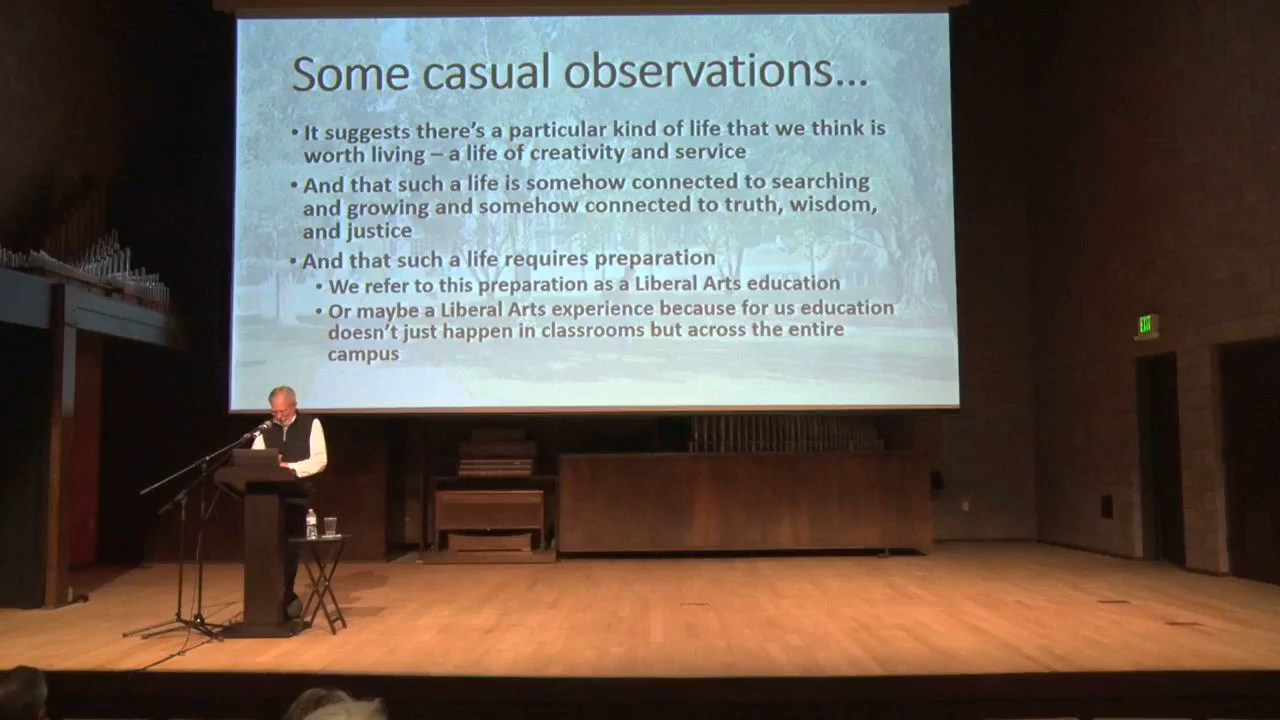 Some casual observations...
• It suggests there's a particular kind of life that we think is
worth living – a life of creativity and service
• And that such a life is somehow connected to searching
and growing and somehow connected to truth, wisdom,
and justice
• And that such a life requires preparation
• We refer to this preparation as a Liberal Arts education
• Or maybe a Liberal Arts experience because for us education
doesn't just happen in classrooms but across the entire
campus
EXIT